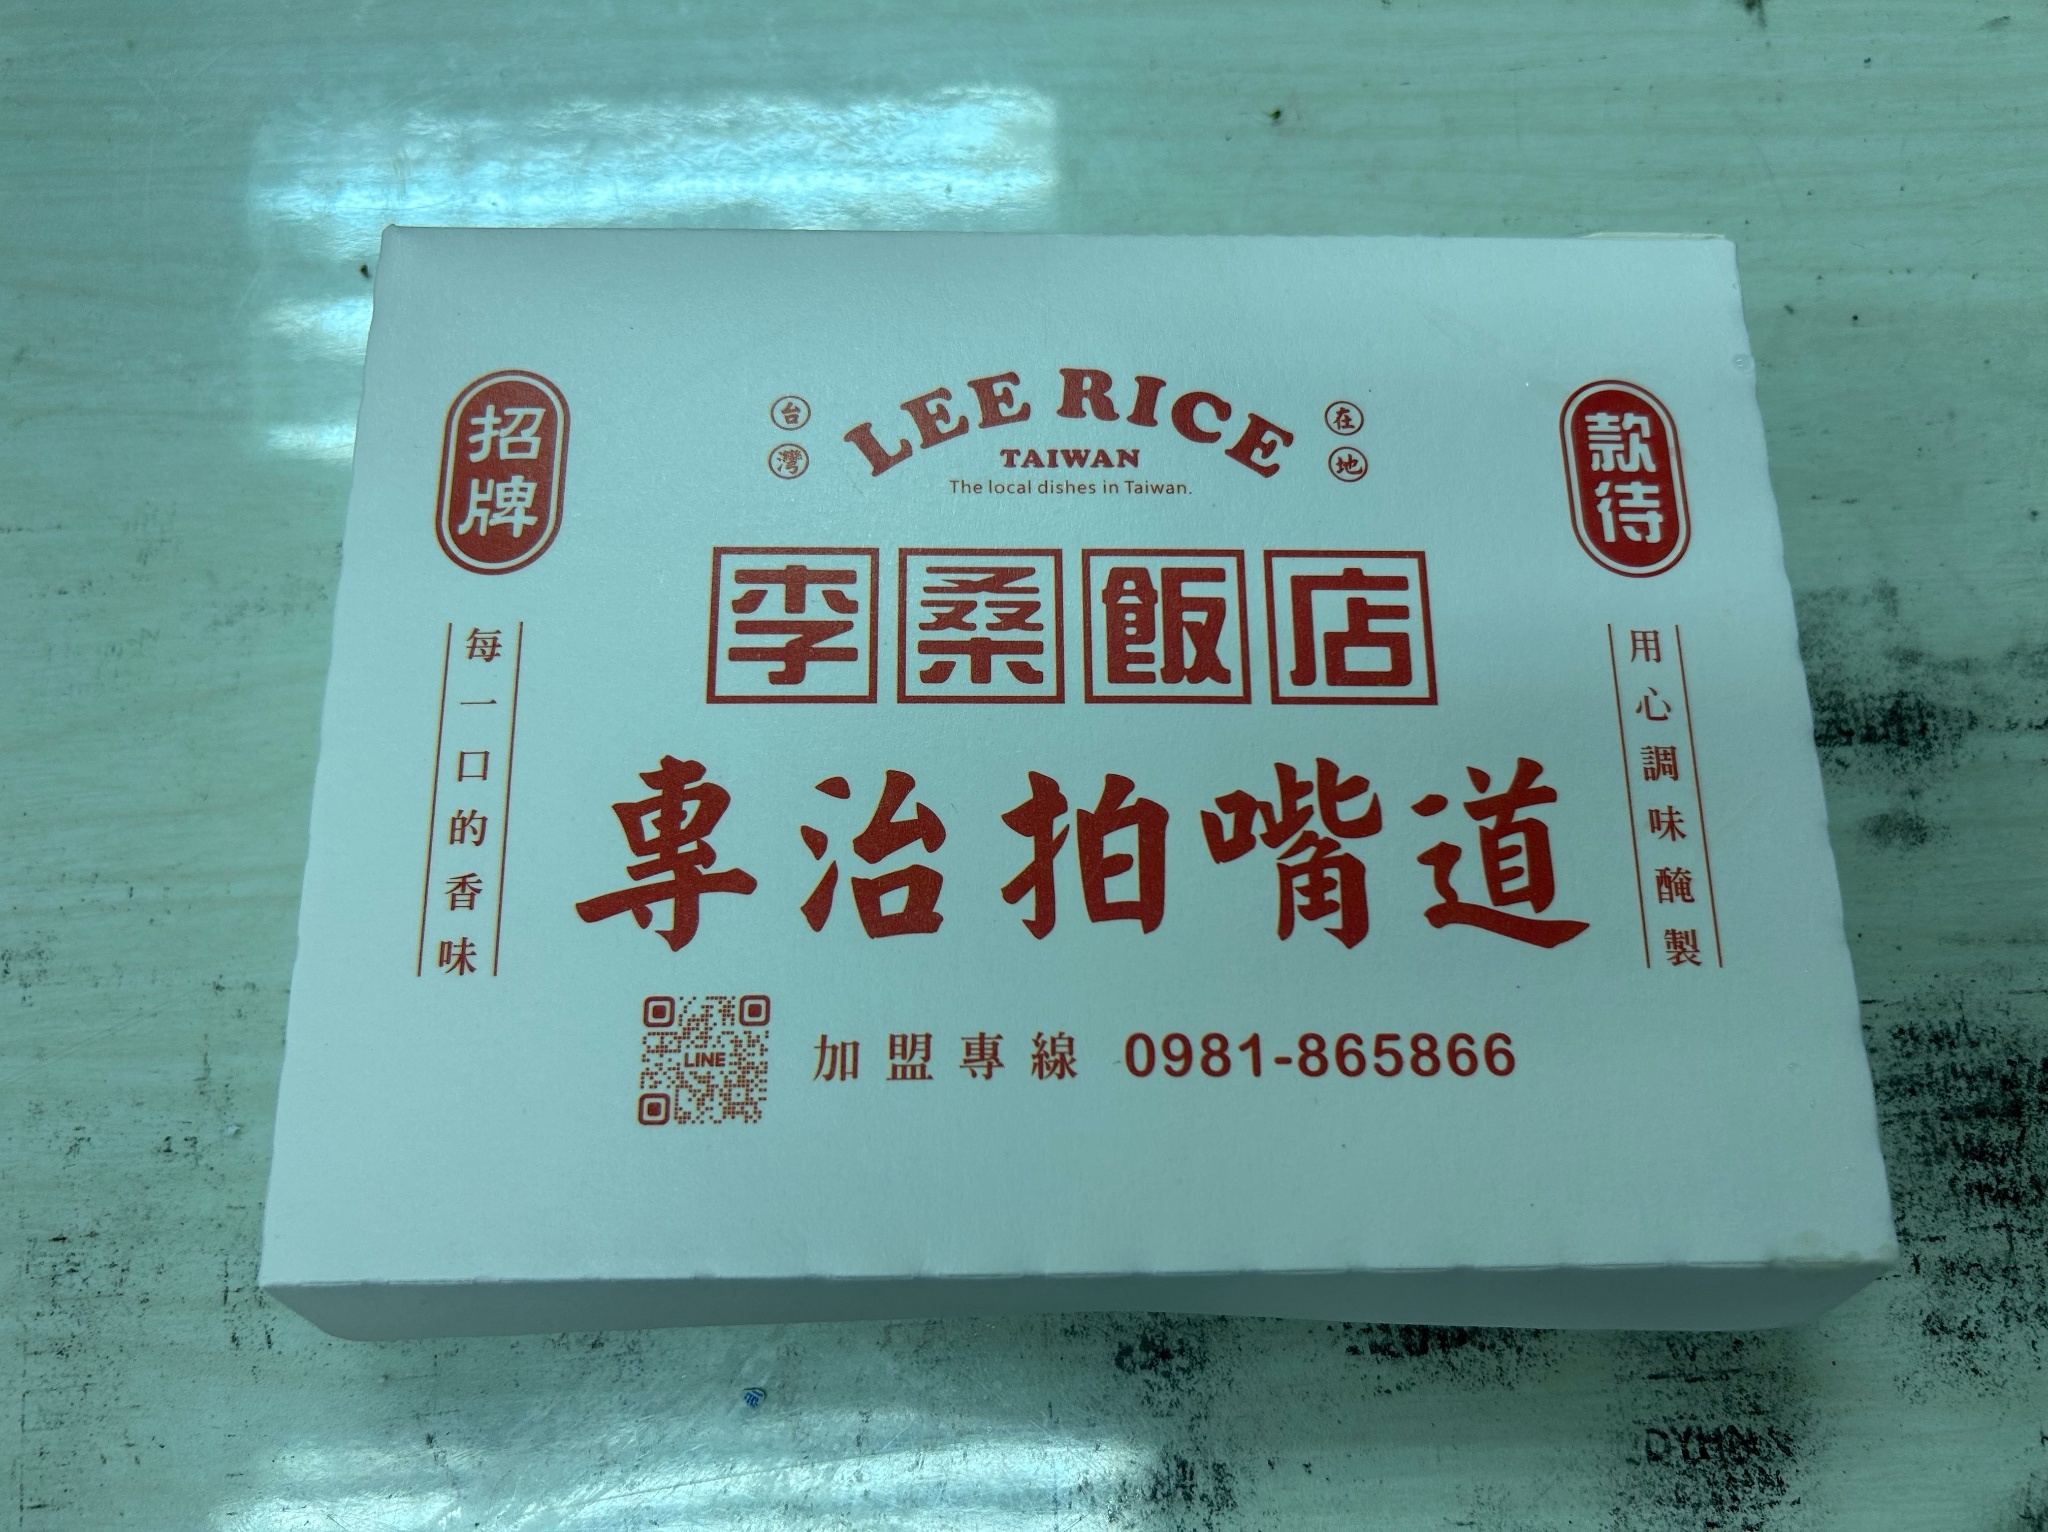 招牌
每一口的香味
台灣
LEE RICE
在地
TAIWAN
The local dishes in Taiwan.
李桑飯店
專治拍嘴道
LINE
加盟專線 0981-865866
款待
用心調味醃製